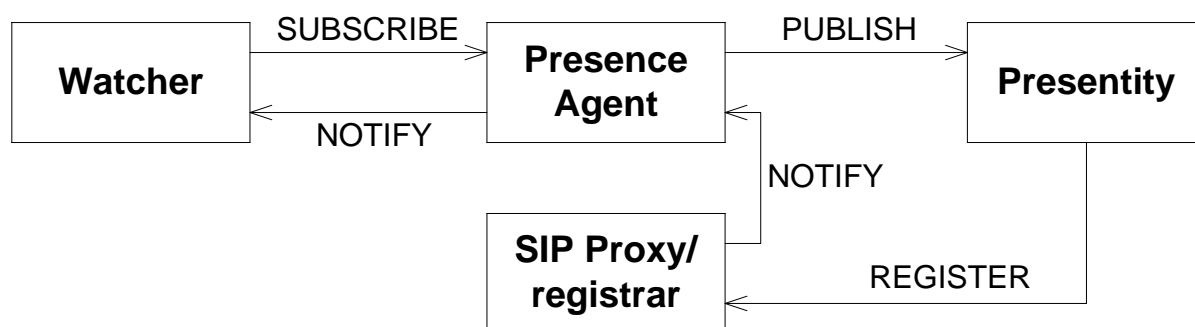 SUBSCRIBE
PUBLISH
Watcher
Presence
Agent
Presentity
NOTIFY
NOTIFY
SIP Proxy/
registrar
REGISTER